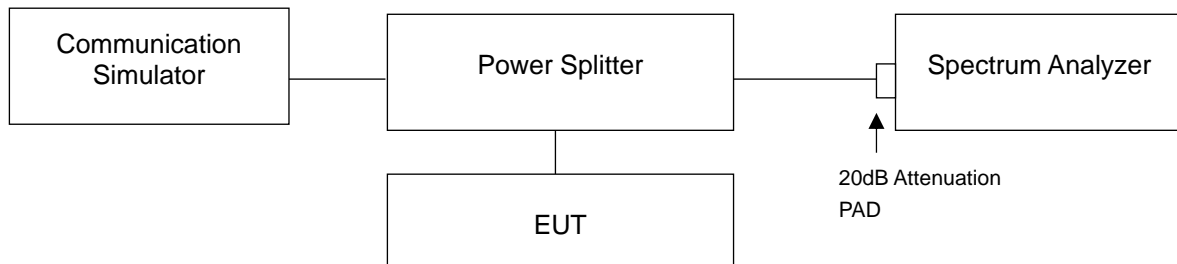 Communication
Simulator
Power Splitter
Spectrum Analyzer
20dB Attenuation
PAD
EUT